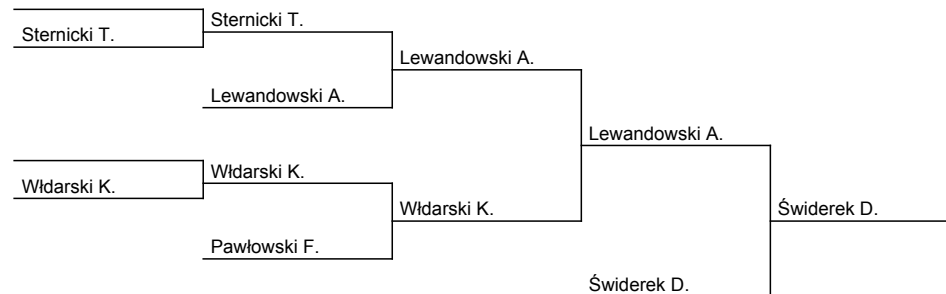 Sternicki T.
Sternicki T.
Lewandowski A.
Lewandowski A.
Lewandowski A.
Włdarski K.
Włdarski K.
Włdarski K.
Świderek D.
Pawłowski F.
Świderek D.